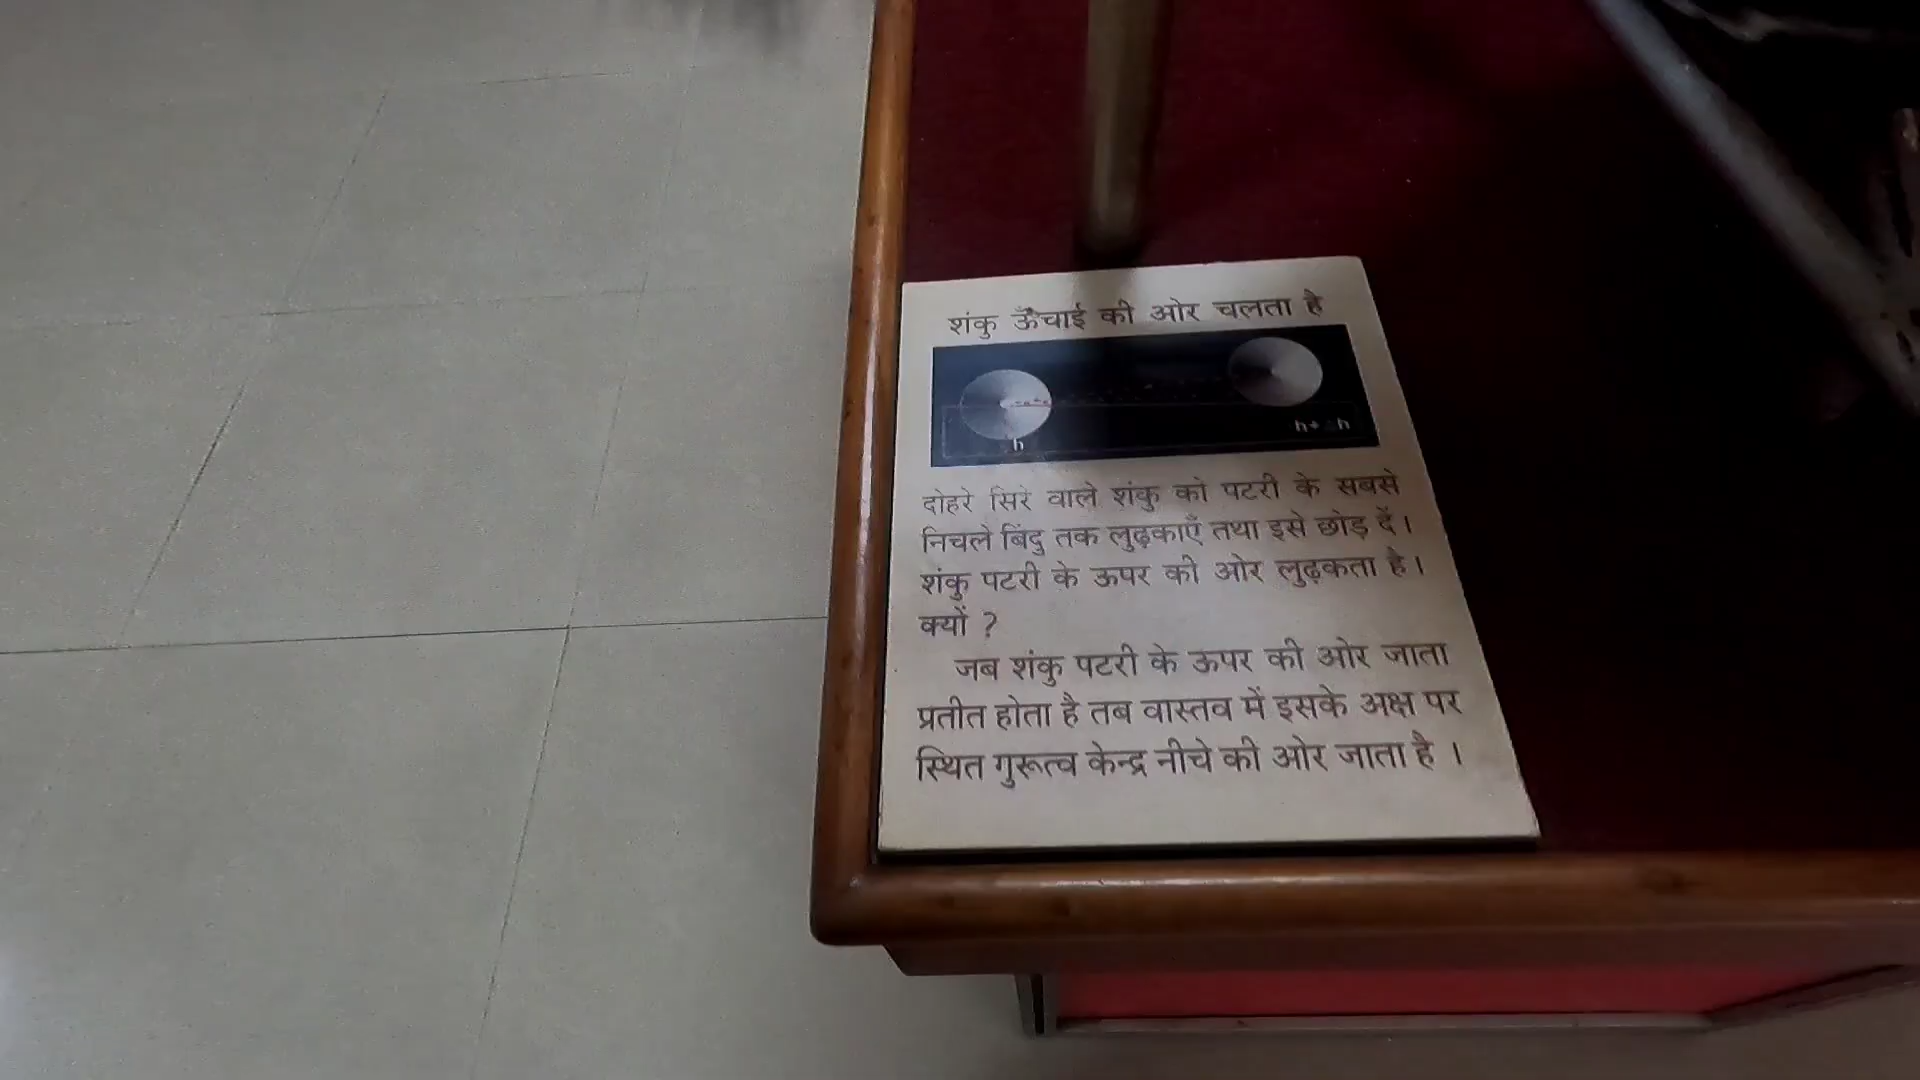 शंकु ऊँचाई की ओर चलता है
h
h+ h
दोहरे सिरे वाले शंकु को पटरी के सबसे
निचले बिंदु तक लुढ़काएँ तथा इसे छोड़ दें।
शंकु पटरी के ऊपर की ओर लुढ़कता है।
क्यों ?
जब शंकु पटरी के ऊपर की ओर जाता
प्रतीत होता है तब वास्तव में इसके अक्ष पर
स्थित गुरूत्व केन्द्र नीचे की ओर जाता है ।